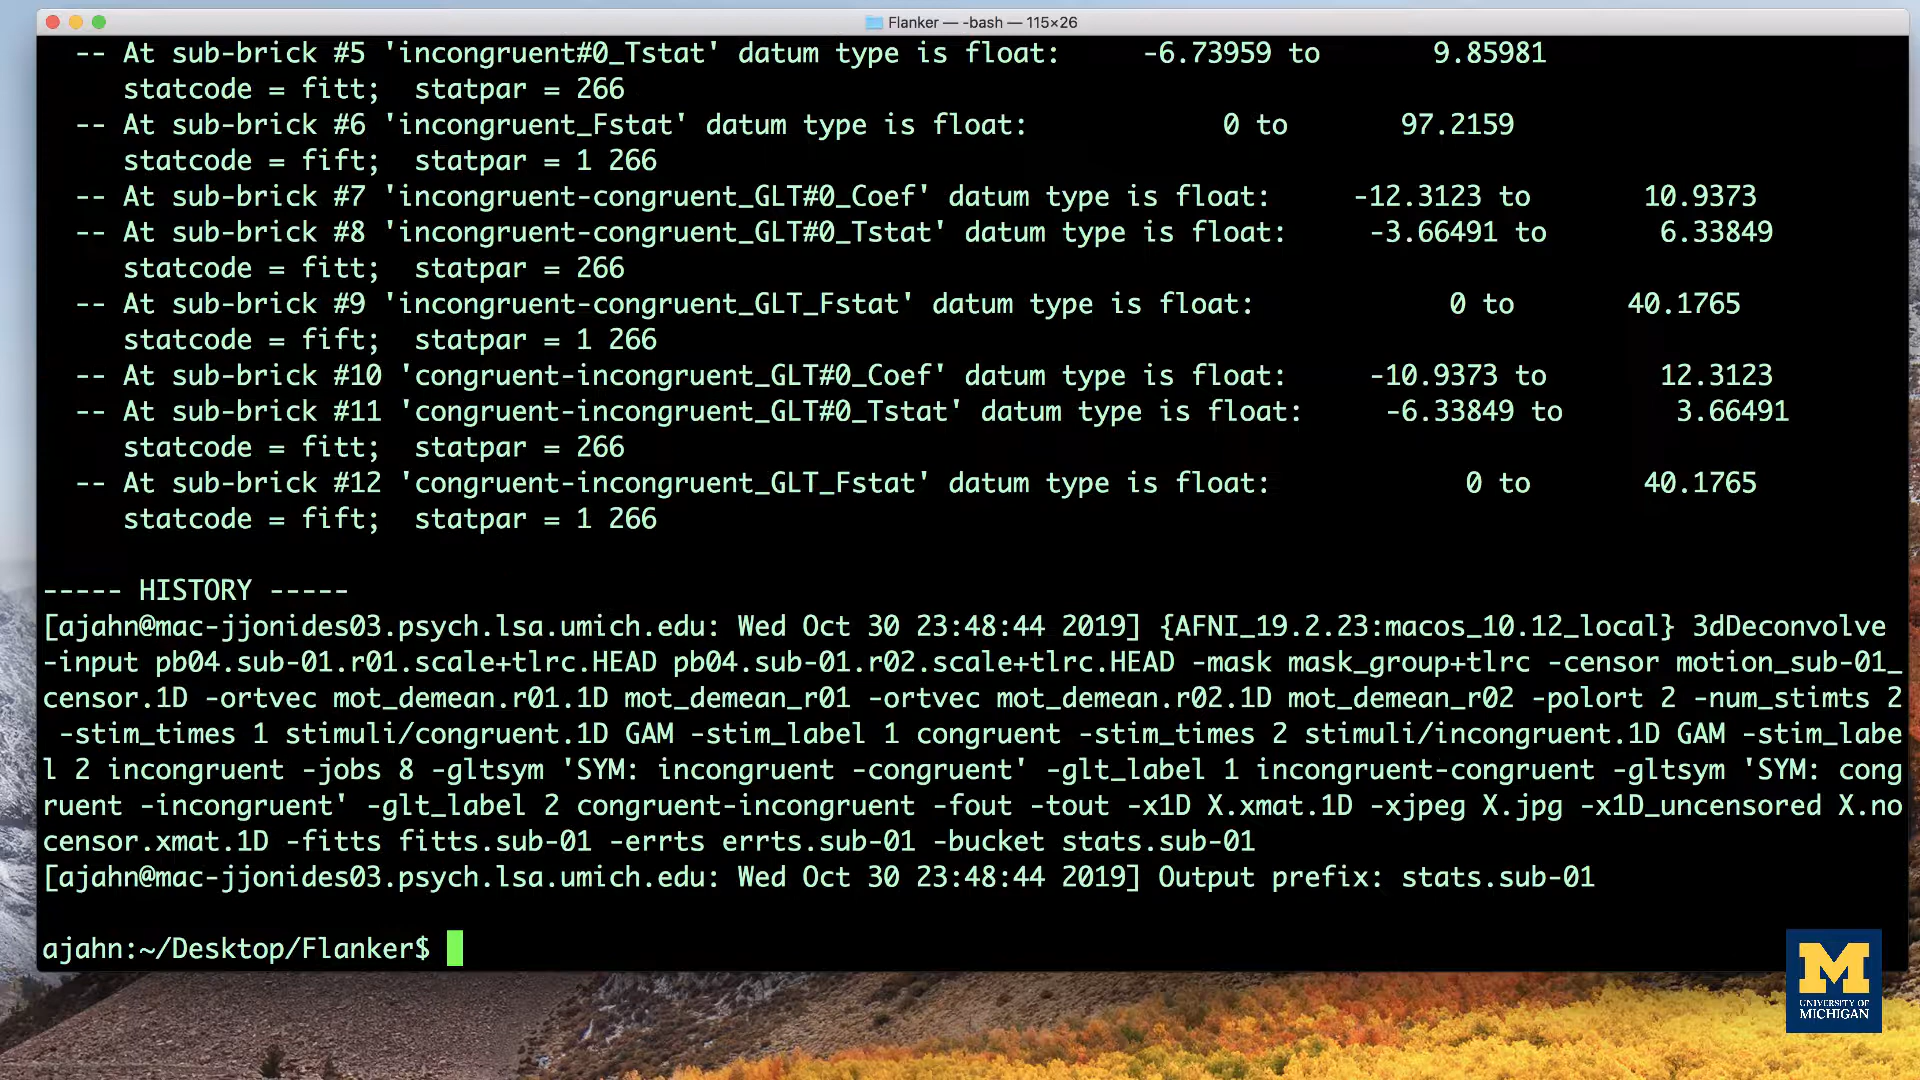 Flanker — -bash — 115×26
-- At sub-brick #5 'incongruent#0_Tstat' datum type is float: -6.73959 to 9.85981
statcode = fitt; statpar = 266
-- At sub-brick #6 'incongruent_Fstat' datum type is float: 0 to 97.2159
statcode = fift; statpar = 1 266
-- At sub-brick #7 'incongruent-congruent_GLT#0_Coef' datum type is float: -12.3123 to 10.9373
-- At sub-brick #8 'incongruent-congruent_GLT#0_Tstat' datum type is float: -3.66491 to 6.33849
statcode = fitt; statpar = 266
-- At sub-brick #9 'incongruent-congruent_GLT_Fstat' datum type is float: 0 to 40.1765
statcode = fift; statpar = 1 266
-- At sub-brick #10 'congruent-incongruent_GLT#0_Coef' datum type is float: -10.9373 to 12.3123
-- At sub-brick #11 'congruent-incongruent_GLT#0_Tstat' datum type is float: -6.33849 to 3.66491
statcode = fitt; statpar = 266
-- At sub-brick #12 'congruent-incongruent_GLT_Fstat' datum type is float: 0 to 40.1765
statcode = fift; statpar = 1 266
----- HISTORY -----
[ajahn@mac-jjonides03.psych.lsa.umich.edu: Wed Oct 30 23:48:44 2019] {AFNI_19.2.23:macos_10.12_local} 3dDeconvolve
-input pb04.sub-01.r01.scale+tlrc.HEAD pb04.sub-01.r02.scale+tlrc.HEAD -mask mask_group+tlrc -censor motion_sub-01_
censor.1D -ortvec mot_demean.r01.1D mot_demean_r01 -ortvec mot_demean.r02.1D mot_demean_r02 -polort 2 -num_stimts 2
-stim_times 1 stimuli/congruent.1D GAM -stim_label 1 congruent -stim_times 2 stimuli/incongruent.1D GAM -stim_labe
l 2 incongruent -jobs 8 -gltsym 'SYM: incongruent -congruent' -glt_label 1 incongruent-congruent -gltsym 'SYM: cong
ruent -incongruent' -glt_label 2 congruent-incongruent -fout -tout -x1D X.xmat.1D -xjpeg X.jpg -x1D_uncensored X.no
censor.xmat.1D -fitts fitts.sub-01 -errts errts.sub-01 -bucket stats.sub-01
[ajahn@mac-jjonides03.psych.lsa.umich.edu: Wed Oct 30 23:48:44 2019] Output prefix: stats.sub-01
ajahn:~/Desktop/Flanker$
M
UNIVERSITY OF
MICHIGAN